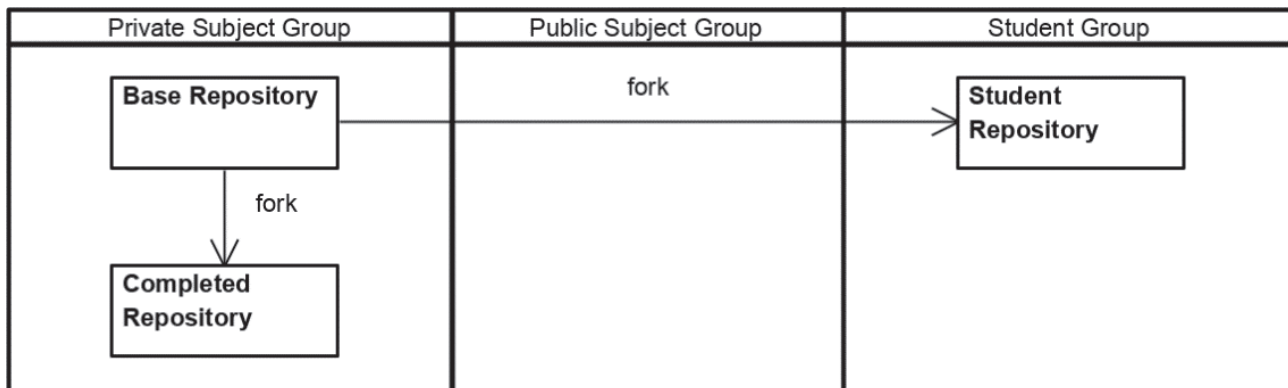 Private Subject Group
Public Subject Group
Student Group
Base Repository
fork
Student
Repository
fork
Completed
Repository